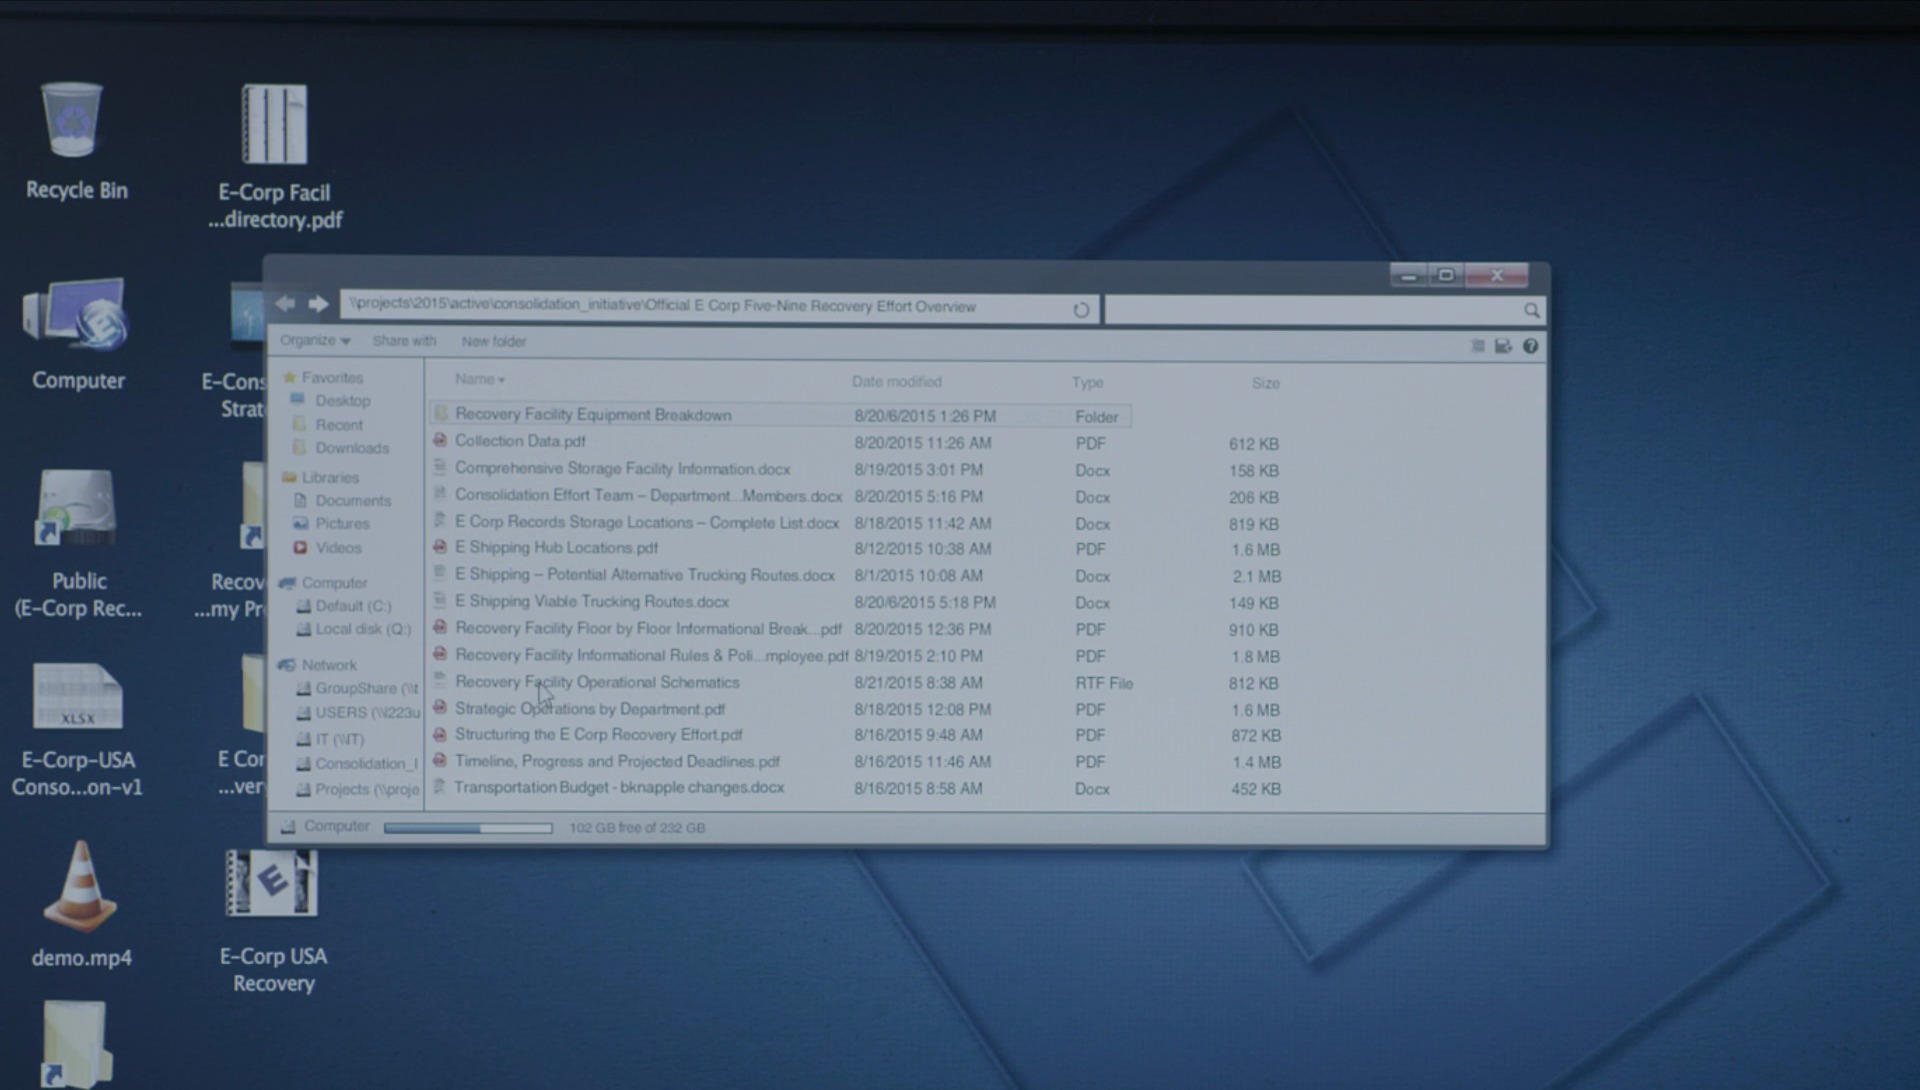 Recycle Bin
E-Corp Facil
...directory.pdf
Computer
E-Cons
Strat
Public
(E-Corp Rec...
Recov
...my Pr
XLSX
E-Corp-USA
Conso...on-v1
E Cor
...ver
demo.mp4
E-Corp USA
Recovery
\\projects\2015\active\consolidation_initiative\Official E Corp Five-Nine Recovery Effort Overview
Organize Share with New folder
Favorites
Desktop
Recent
Downloads
Libraries
Documents
Pictures
Videos
Computer
Default (C:)
Local disk (Q:)
Network
GroupShare (\\t
USERS (\\223u
IT (\\IT)
Consolidation_I
Projects (\\proje
Name Date modified Type Size
Recovery Facility Equipment Breakdown 8/20/6/2015 1:26 PM Folder
Collection Data.pdf 8/20/2015 11:26 AM PDF 612 KB
Comprehensive Storage Facility Information.docx 8/19/2015 3:01 PM Docx 158 KB
Consolidation Effort Team – Department...Members.docx 8/20/2015 5:16 PM Docx 206 KB
E Corp Records Storage Locations – Complete List.docx 8/18/2015 11:42 AM Docx 819 KB
E Shipping Hub Locations.pdf 8/12/2015 10:38 AM PDF 1.6 MB
E Shipping – Potential Alternative Trucking Routes.docx 8/1/2015 10:08 AM Docx 2.1 MB
E Shipping Viable Trucking Routes.docx 8/20/6/2015 5:18 PM Docx 149 KB
Recovery Facility Floor by Floor Informational Break...pdf 8/20/2015 12:36 PM PDF 910 KB
Recovery Facility Informational Rules & Poli...mployee.pdf 8/19/2015 2:10 PM PDF 1.8 MB
Recovery Facility Operational Schematics 8/21/2015 8:38 AM RTF File 812 KB
Strategic Operations by Department.pdf 8/18/2015 12:08 PM PDF 1.6 MB
Structuring the E Corp Recovery Effort.pdf 8/16/2015 9:48 AM PDF 872 KB
Timeline, Progress and Projected Deadlines.pdf 8/16/2015 11:46 AM PDF 1.4 MB
Transportation Budget - bknapple changes.docx 8/16/2015 8:58 AM Docx 452 KB
Computer 102 GB free of 232 GB